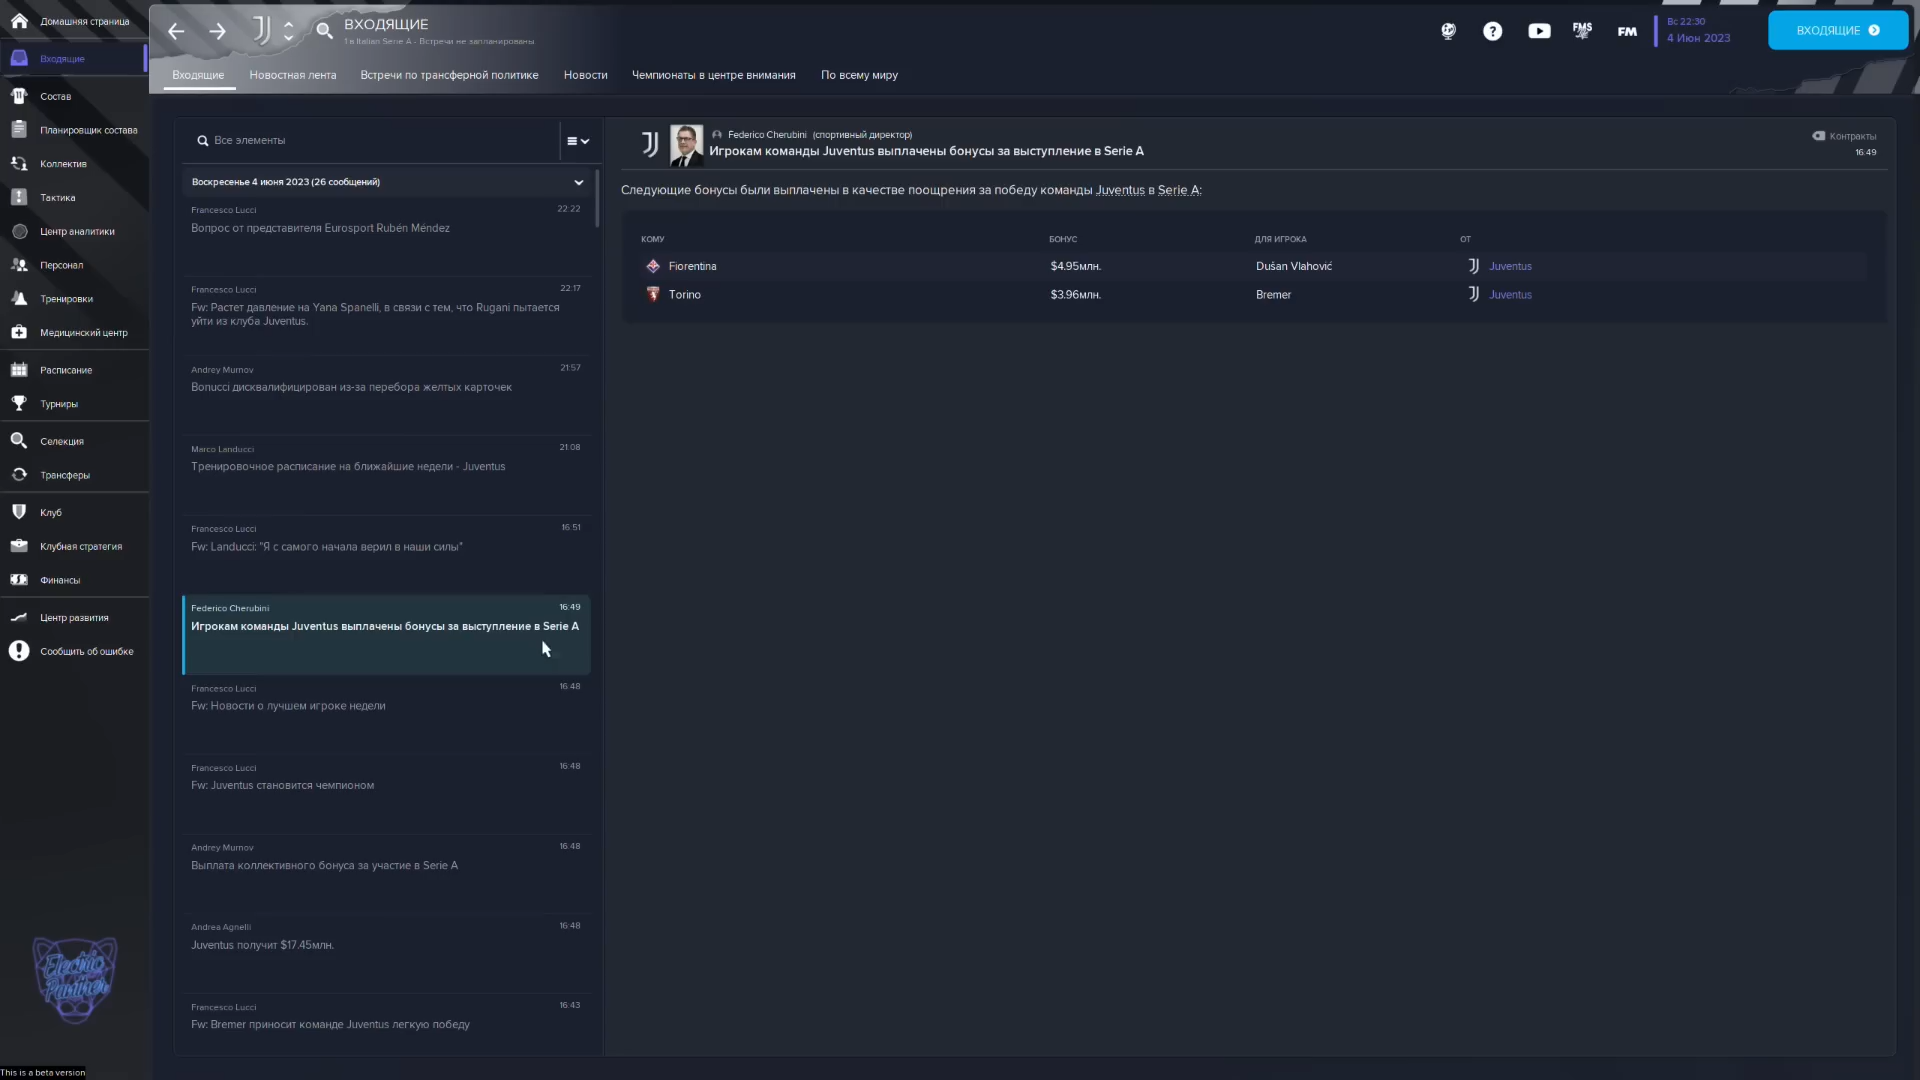 Домашняя страница
Входящие
Состав
Планировщик состава
Коллектив
Тактика
Центр аналитики
Персонал
Тренировки
Медицинский центр
Расписание
Турниры
Селекция
Трансферы
Клуб
Клубная стратегия
Финансы
Центр развития
Сообщить об ошибке
Electric Panther
This is a beta version
ВХОДЯЩИЕ
1 в Italian Serie A - Встречи не запланированы
FMS
FM
Вс 22:30
4 Июн 2023
ВХОДЯЩИЕ
Входящие Новостная лента Встречи по трансферной политике Новости Чемпионаты в центре внимания По всему миру
Все элементы
Воскресенье 4 июня 2023 (26 сообщений)
Francesco Lucci 22:22
Вопрос от представителя Eurosport Rubén Méndez
Francesco Lucci 22:17
Fw: Растет давление на Yana Spanelli, в связи с тем, что Rugani пытается
уйти из клуба Juventus.
Andrey Murnov 21:57
Bonucci дисквалифицирован из-за перебора желтых карточек
Marco Landucci 21:08
Тренировочное расписание на ближайшие недели - Juventus
Francesco Lucci 16:51
Fw: Landucci: "Я с самого начала верил в наши силы"
Federico Cherubini 16:49
Игрокам команды Juventus выплачены бонусы за выступление в Serie A
Francesco Lucci 16:48
Fw: Новости о лучшем игроке недели
Francesco Lucci 16:48
Fw: Juventus становится чемпионом
Andrey Murnov 16:48
Выплата коллективного бонуса за участие в Serie A
Andrea Agnelli 16:48
Juventus получит $17.45млн.
Francesco Lucci 16:43
Fw: Bremer приносит команде Juventus легкую победу
Federico Cherubini (спортивный директор)
Игрокам команды Juventus выплачены бонусы за выступление в Serie A
Контракты
16:49
Следующие бонусы были выплачены в качестве поощрения за победу команды Juventus в Serie A:
КОМУ БОНУС ДЛЯ ИГРОКА ОТ
Fiorentina $4.95млн. Dušan Vlahović Juventus
Torino $3.96млн. Bremer Juventus